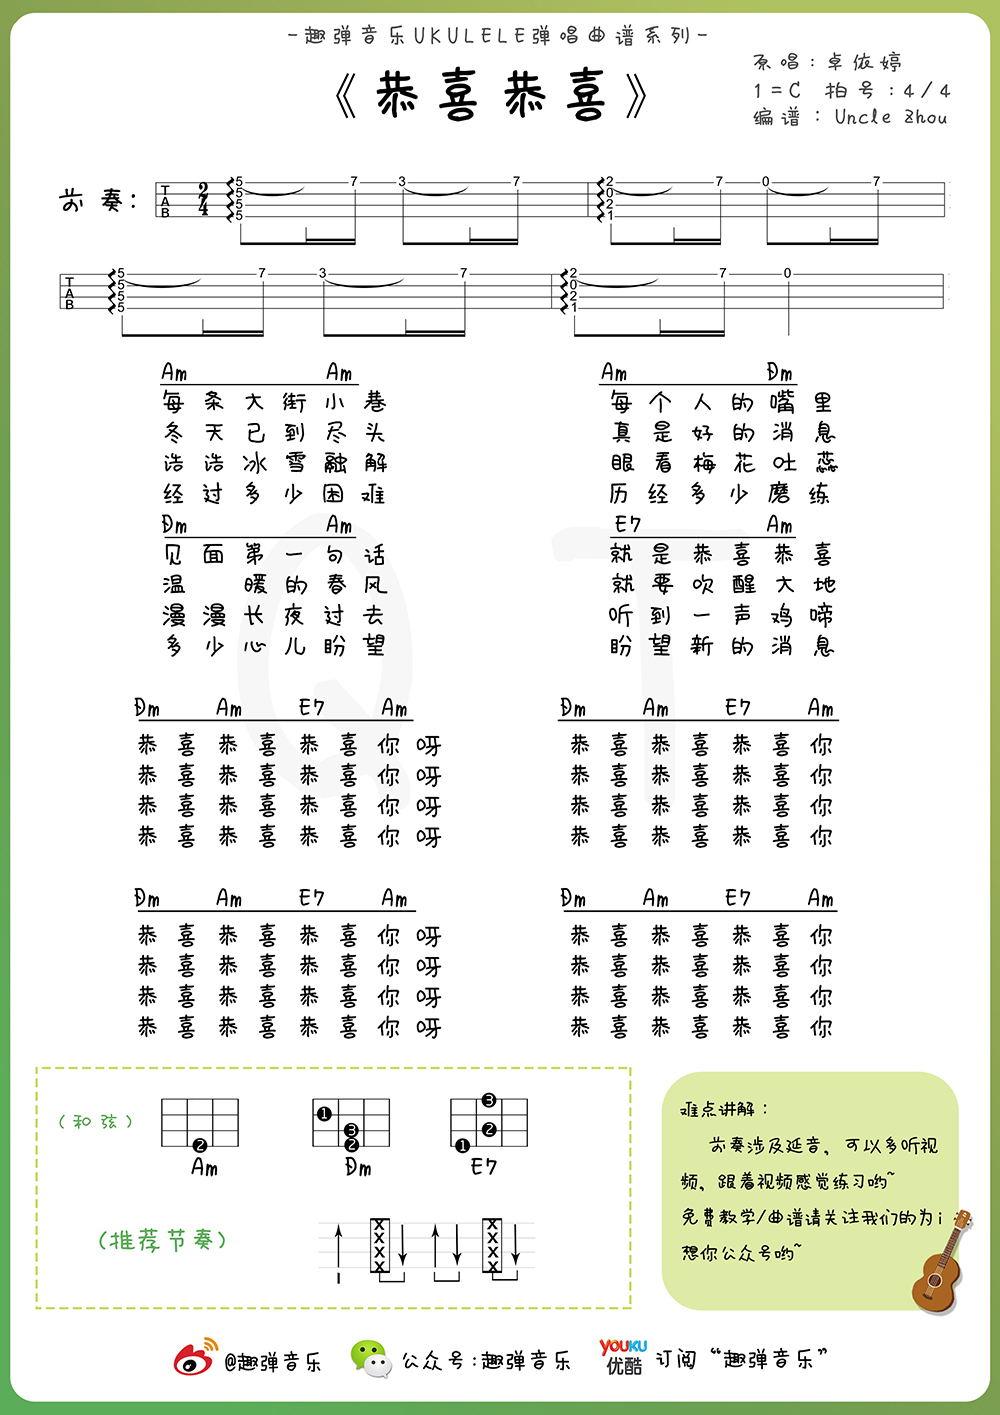 -趣弹音乐UKULELE弹唱曲谱系列-
《恭喜恭喜》
原唱：卓依婷
1=C 拍号：4/4
编谱：Uncle Zhou
前奏：
T A B 2 4 5 5 5 5 7 3 7 2 0 2 1 7 0 7
T A B 5 5 5 5 7 3 7 2 0 2 1 7 0
Am Am Am Dm
每条大街小巷 每个人的嘴里
冬天已到尽头 真是好的消息
浩浩冰雪融解 眼看梅花吐蕊
经过多少困难 历经多少磨练
Dm Am E7 Am
见面第一句话 就是恭喜恭喜
温 暖的春风 就要吹醒大地
漫漫长夜过去 听到一声鸡啼
多少心儿盼望 盼望新的消息
Dm Am E7 Am Dm Am E7 Am
恭喜恭喜恭喜你呀 恭喜恭喜恭喜你
恭喜恭喜恭喜你呀 恭喜恭喜恭喜你
恭喜恭喜恭喜你呀 恭喜恭喜恭喜你
恭喜恭喜恭喜你呀 恭喜恭喜恭喜你
Dm Am E7 Am Dm Am E7 Am
恭喜恭喜恭喜你呀 恭喜恭喜恭喜你
恭喜恭喜恭喜你呀 恭喜恭喜恭喜你
恭喜恭喜恭喜你呀 恭喜恭喜恭喜你
恭喜恭喜恭喜你呀 恭喜恭喜恭喜你
QT
（和弦）
2 1 3 2 3 2 1
Am Dm E7
（推荐节奏）
X X X X X X X X
难点讲解：
前奏涉及延音，可以多听视
频，跟着视频感觉练习哟~
免费教学/曲谱请关注我们的为i
想你公众号哟~
@趣弹音乐 公众号：趣弹音乐 YOUKU 优酷 订阅“趣弹音乐”